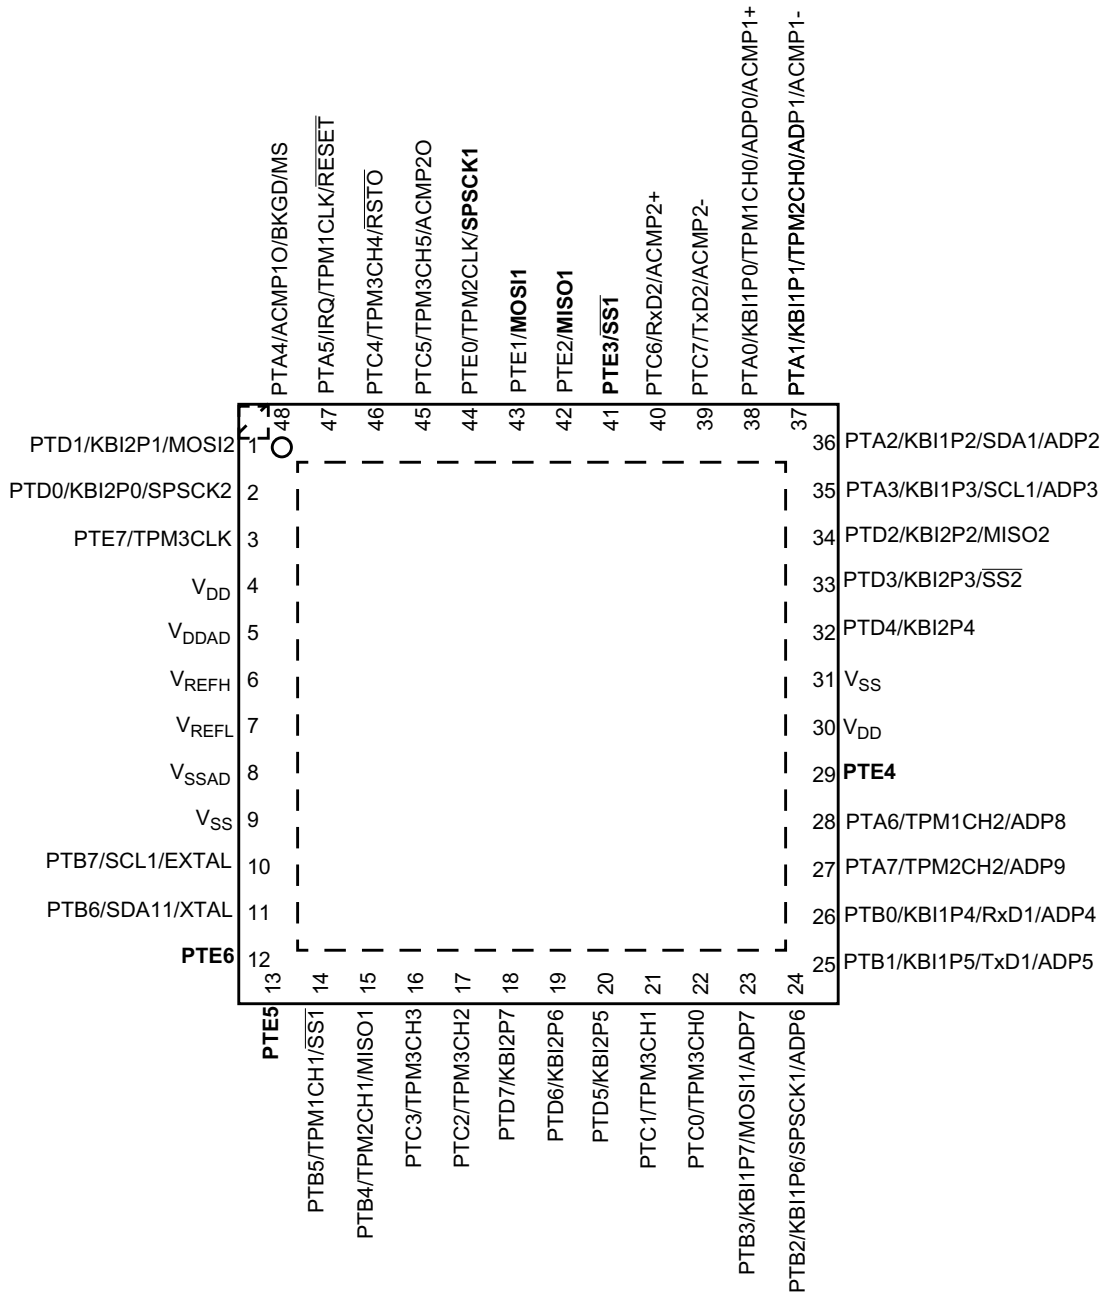 PTA4/ACMP1O/BKGD/MS
PTA5/IRQ/TPM1CLK/RESET
PTC4/TPM3CH4/RSTO
PTC5/TPM3CH5/ACMP2O
PTE0/TPM2CLK/SPSCK1
PTE1/MOSI1
PTE2/MISO1
PTE3/SS1
PTC6/RxD2/ACMP2+
PTC7/TxD2/ACMP2-
PTA0/KBI1P0/TPM1CH0/ADP0/ACMP1+
PTA1/KBI1P1/TPM2CH0/ADP1/ACMP1-
48
47
46
45
44
43
42
41
40
39
38
37
PTD1/KBI2P1/MOSI2 1
PTD0/KBI2P0/SPSCK2 2
PTE7/TPM3CLK 3
VDD 4
VDDAD 5
VREFH 6
VREFL 7
VSSAD 8
VSS 9
PTB7/SCL1/EXTAL 10
PTB6/SDA11/XTAL 11
PTE6 12
36 PTA2/KBI1P2/SDA1/ADP2
35 PTA3/KBI1P3/SCL1/ADP3
34 PTD2/KBI2P2/MISO2
33 PTD3/KBI2P3/SS2
32 PTD4/KBI2P4
31 VSS
30 VDD
29 PTE4
28 PTA6/TPM1CH2/ADP8
27 PTA7/TPM2CH2/ADP9
26 PTB0/KBI1P4/RxD1/ADP4
25 PTB1/KBI1P5/TxD1/ADP5
13
14
15
16
17
18
19
20
21
22
23
24
PTE5
PTB5/TPM1CH1/SS1
PTB4/TPM2CH1/MISO1
PTC3/TPM3CH3
PTC2/TPM3CH2
PTD7/KBI2P7
PTD6/KBI2P6
PTD5/KBI2P5
PTC1/TPM3CH1
PTC0/TPM3CH0
PTB3/KBI1P7/MOSI1/ADP7
PTB2/KBI1P6/SPSCK1/ADP6